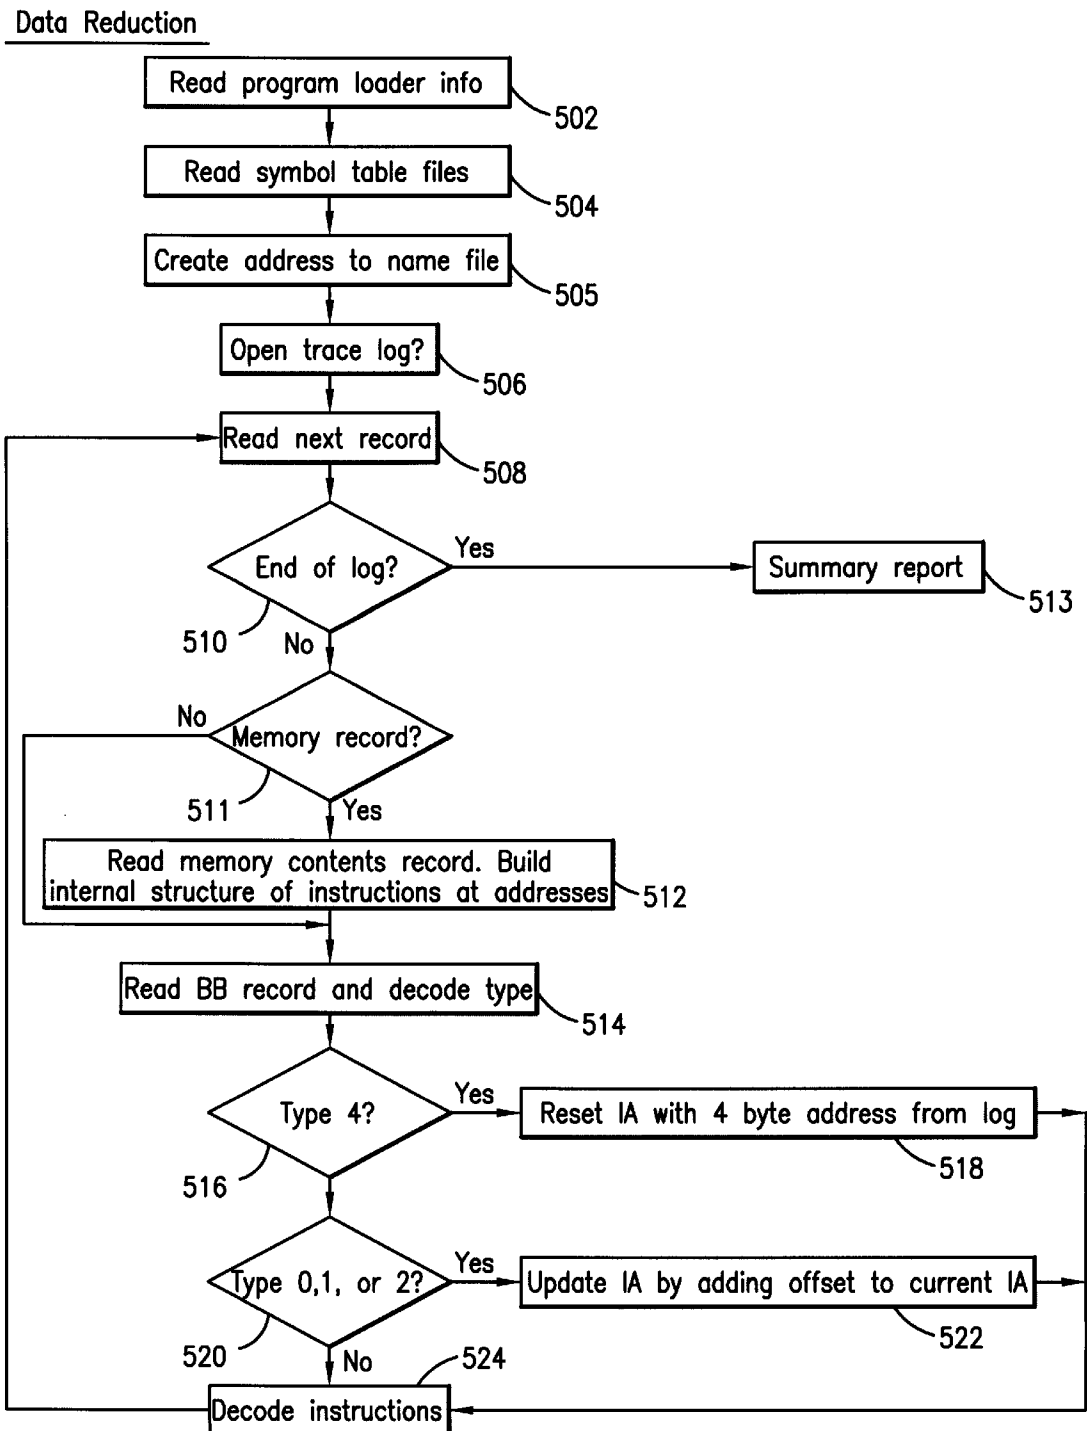 Data Reduction
Read program loader info
502
Read symbol table files
504
Create address to name file
505
Open trace log?
506
Read next record
508
End of log?
Yes
Summary report
513
510
No
No
Memory record?
511
Yes
Read memory contents record. Build
internal structure of instructions at addresses
512
Read BB record and decode type
514
Type 4?
Yes
Reset IA with 4 byte address from log
518
516
Type 0,1, or 2?
Yes
Update IA by adding offset to current IA
522
520
No
524
Decode instructions